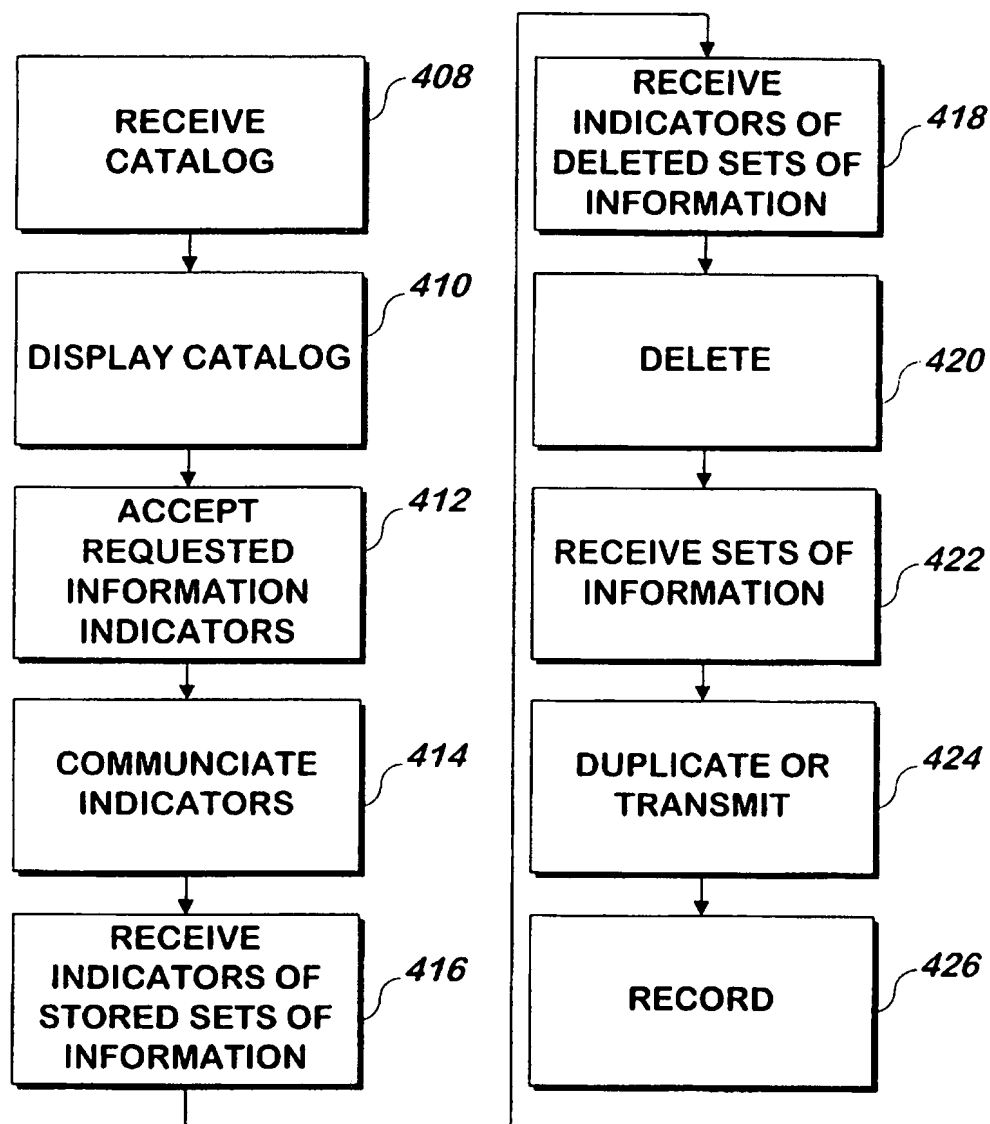 RECEIVE
CATALOG
408
DISPLAY CATALOG
410
ACCEPT
REQUESTED
INFORMATION
INDICATORS
412
COMMUNCIATE
INDICATORS
414
RECEIVE
INDICATORS OF
STORED SETS OF
INFORMATION
416
RECEIVE
INDICATORS OF
DELETED SETS OF
INFORMATION
418
DELETE
420
RECEIVE SETS OF
INFORMATION
422
DUPLICATE OR
TRANSMIT
424
RECORD
426